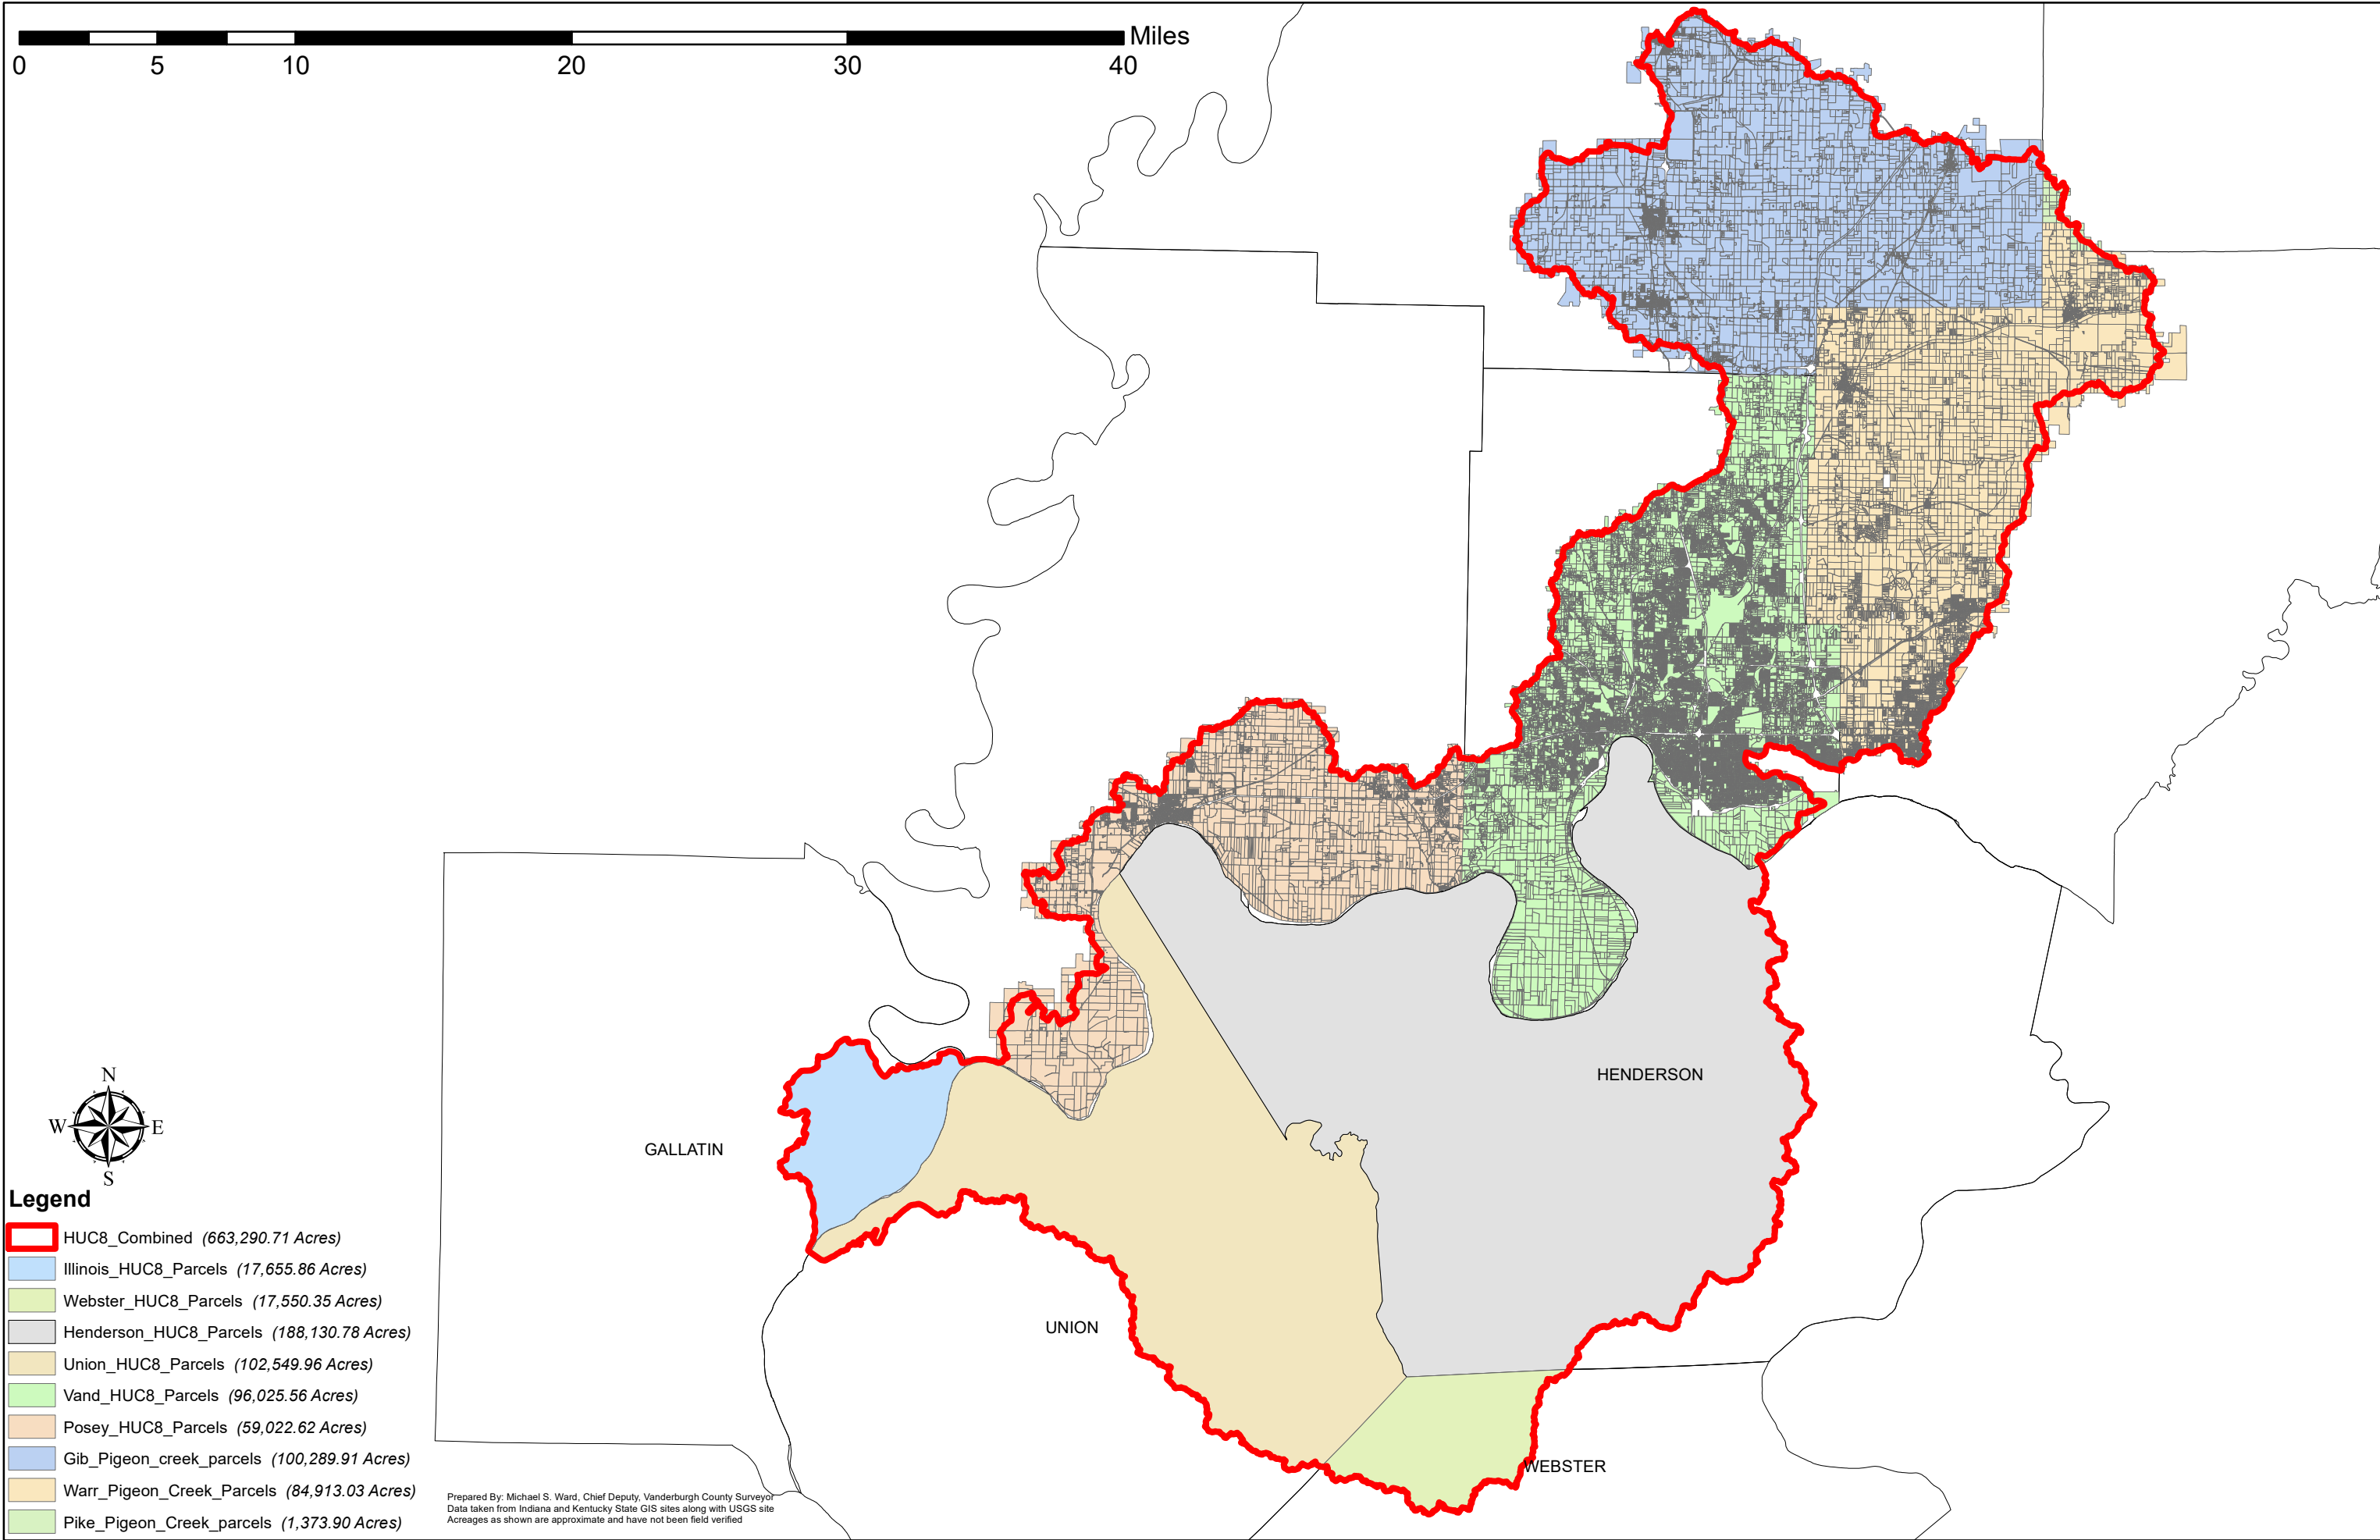 Miles
0 5 10 20 30 40
HENDERSON
GALLATIN
UNION
WEBSTER
N
W E
S
Legend
HUC8_Combined (663,290.71 Acres)
Illinois_HUC8_Parcels (17,655.86 Acres)
Webster_HUC8_Parcels (17,550.35 Acres)
Henderson_HUC8_Parcels (188,130.78 Acres)
Union_HUC8_Parcels (102,549.96 Acres)
Vand_HUC8_Parcels (96,025.56 Acres)
Posey_HUC8_Parcels (59,022.62 Acres)
Gib_Pigeon_creek_parcels (100,289.91 Acres)
Warr_Pigeon_Creek_Parcels (84,913.03 Acres)
Pike_Pigeon_Creek_parcels (1,373.90 Acres)
Prepared By: Michael S. Ward, Chief Deputy, Vanderburgh County Surveyor
Data taken from Indiana and Kentucky State GIS sites along with USGS site
Acreages as shown are approximate and have not been field verified